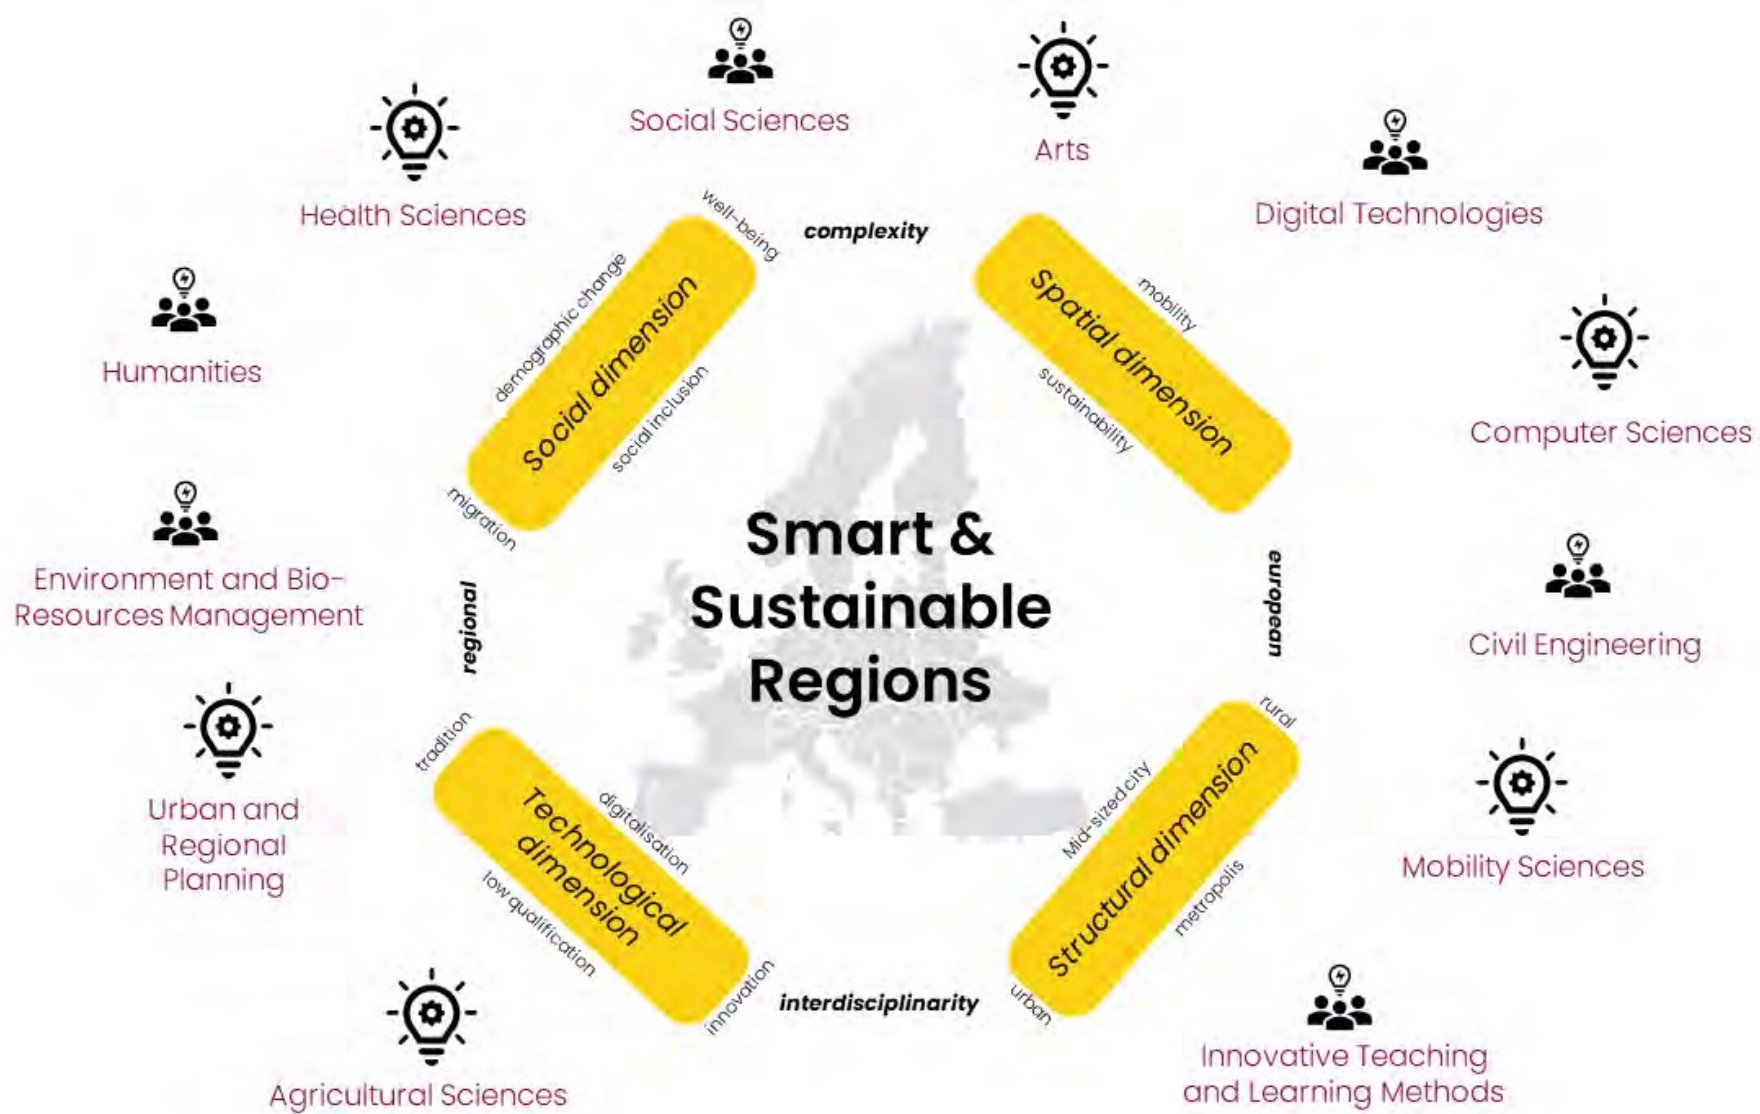 Social Sciences
Arts
Health Sciences
Digital Technologies
well-being
complexity
demographic change
Social dimension
social inclusion
migration
Spatial dimension
mobility
sustainability
Humanities
Computer Sciences
Smart &
Sustainable
Regions
Environment and Bio-
Resources Management
regional
european
Civil Engineering
tradition
Technological
dimension
digitalisation
low qualification
innovation
rural
Mid-sized city
Structural dimension
metropolis
urban
Urban and
Regional
Planning
Mobility Sciences
interdisciplinarity
Agricultural Sciences
Innovative Teaching
and Learning Methods